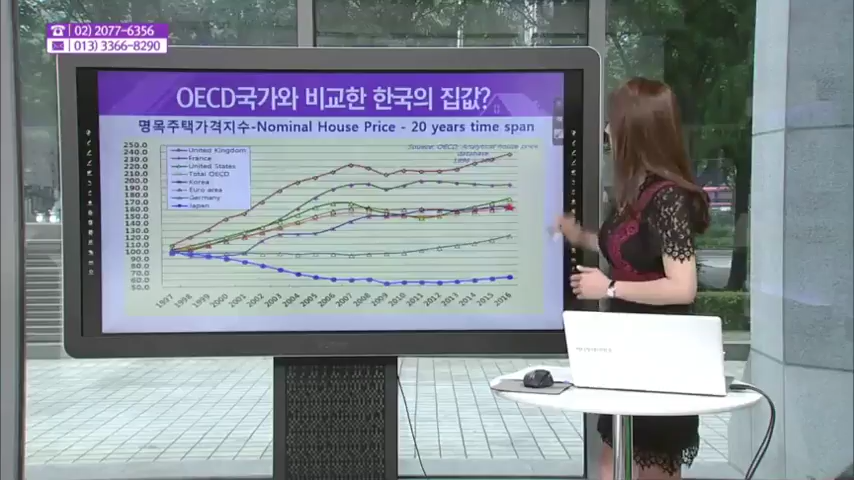 02) 2077-6356
013) 3366-8290
OECD국가와 비교한 한국의 집값?
명목주택가격지수-Nominal House Price - 20 years time span
Source: OECD, Analytical house price
database
250.0
240.0
230.0
220.0
210.0
200.0
190.0
180.0
170.0
160.0
150.0
140.0
130.0
120.0
110.0
100.0
90.0
80.0
70.0
60.0
50.0
United Kingdom
France
United States
Total OECD
Korea
Euro area
Germany
Japan
1997 1998 1999 2000 2001 2002 2003 2004 2005 2006 2007 2008 2009 2010 2011 2012 2013 2014 2015 2016